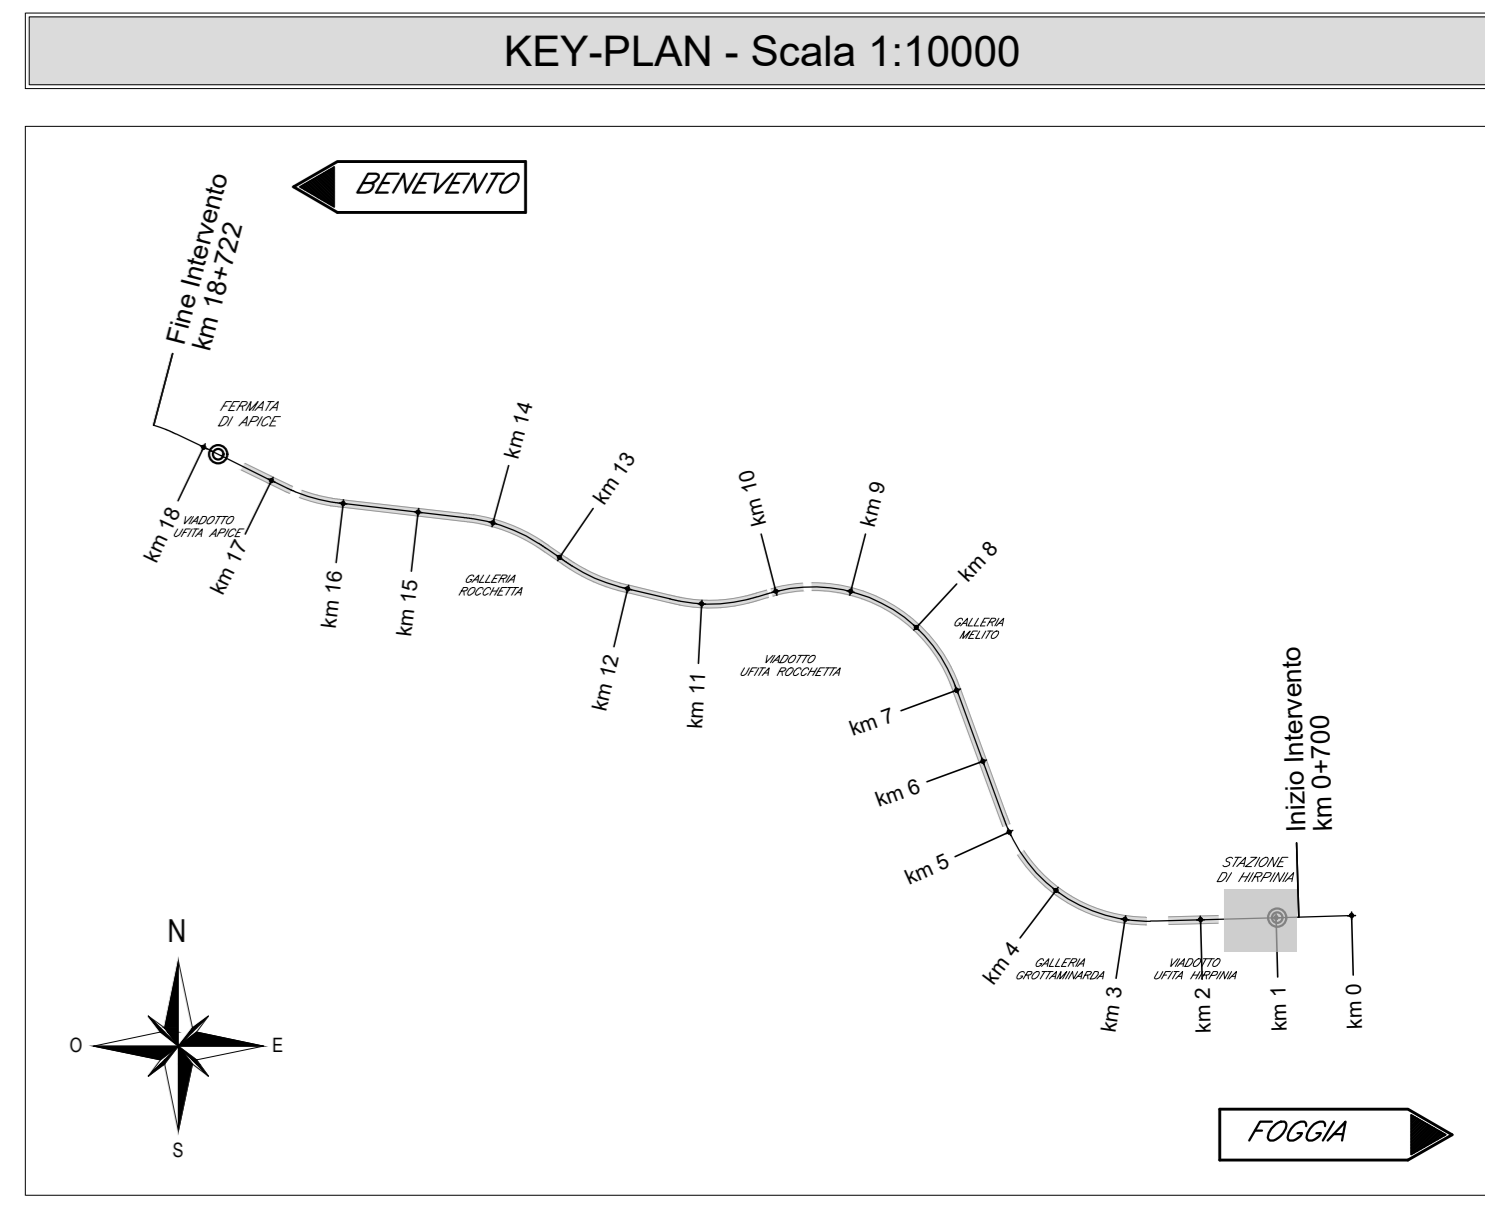 KEY-PLAN - Scala 1:10000
BENEVENTO
Fine Intervento
km 18+722
FERMATA
DI APICE
km 18
VIADOTTO
UFITA APICE
km 17
km 16
km 15
km 14
GALLERIA
ROCCHETTA
km 13
km 12
km 11
km 10
VIADOTTO
UFITA ROCCHETTA
km 9
km 8
GALLERIA
MELITO
km 7
km 6
km 5
km 4
GALLERIA
GROTTAMINARDA
km 3
VIADOTTO
UFITA HIRPINIA
km 2
STAZIONE
DI HIRPINIA
km 1
Inizio Intervento
km 0+700
km 0
N
O
E
S
FOGGIA